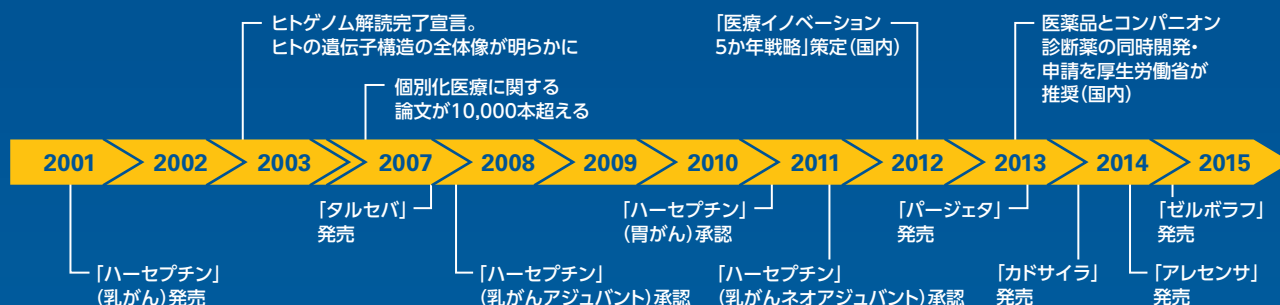 ヒトゲノム解読完了宣言。
ヒトの遺伝子構造の全体像が明らかに
個別化医療に関する
論文が10,000本超える
「医療イノベーション
5か年戦略」策定(国内)
医薬品とコンパニオン
診断薬の同時開発・
申請を厚生労働省が
推奨(国内)
2001 2002 2003 2007 2008 2009 2010 2011 2012 2013 2014 2015
「ハーセプチン」
(乳がん)発売
「タルセバ」
発売
「ハーセプチン」
(乳がんアジュバント)承認
「ハーセプチン」
(胃がん)承認
「ハーセプチン」
(乳がんネオアジュバント)承認
「パージェタ」
発売
「カドサイラ」
発売
「アレセンサ」
発売
「ゼルボラフ」
発売